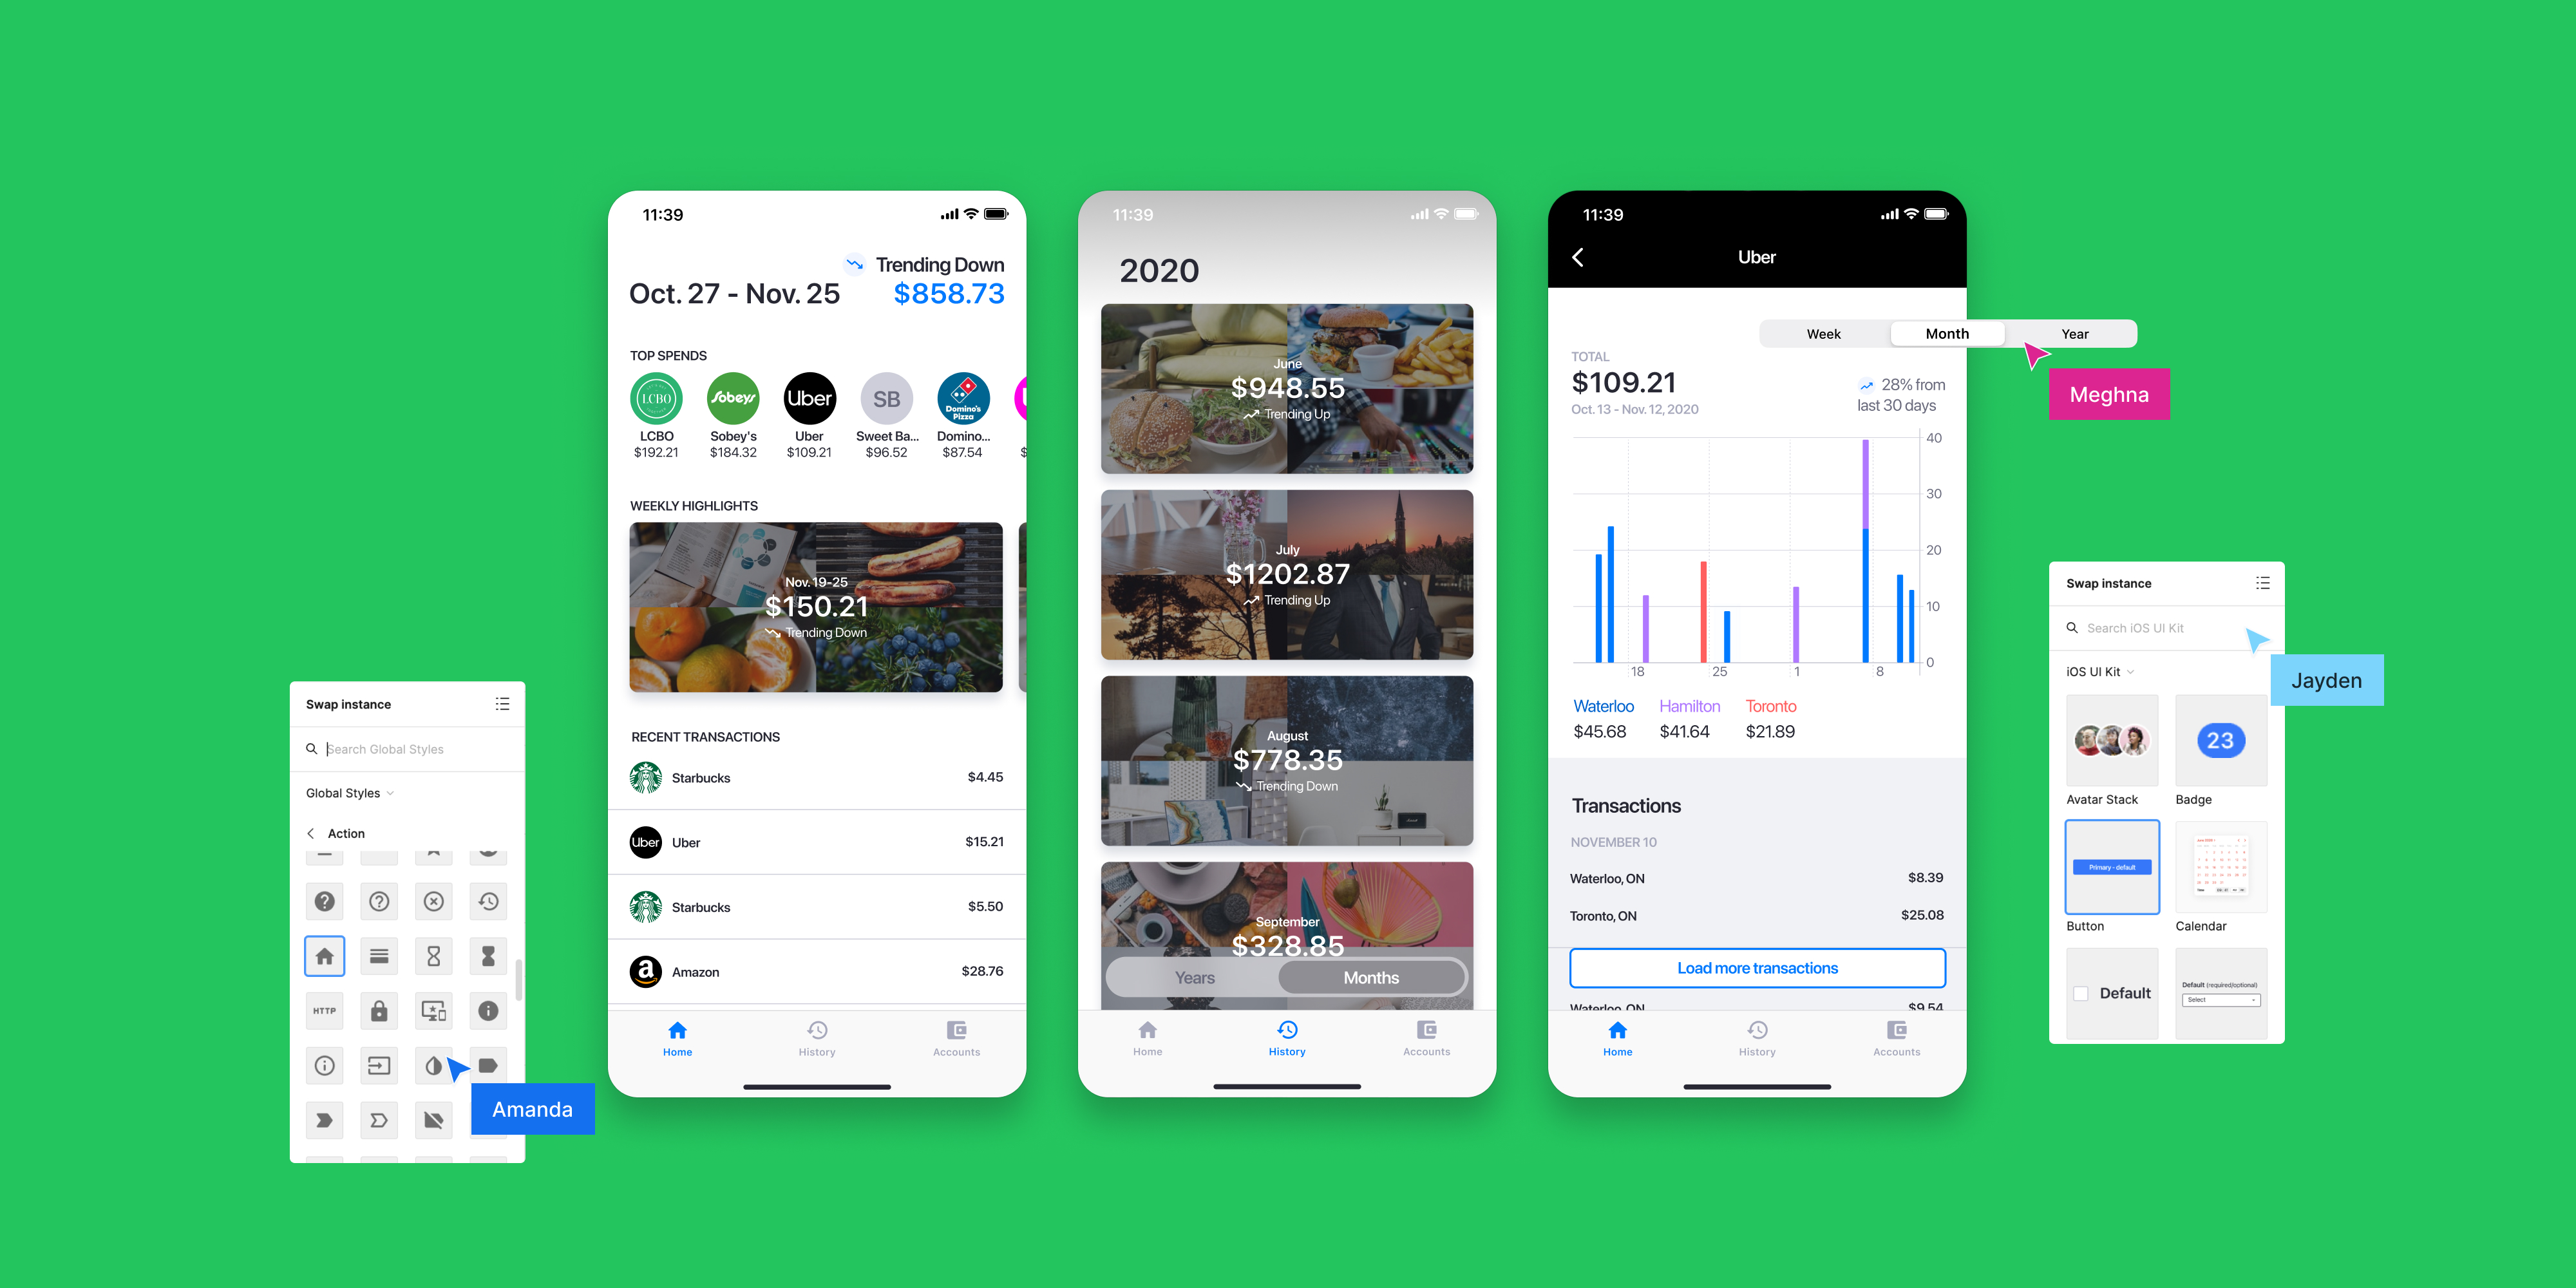 Swap instance
Search Global Styles
Global Styles
Action
HTTP
Amanda
11:39
Trending Down
Oct. 27 - Nov. 25
$858.73
TOP SPENDS
LCBO
Sobeys
Uber
SB
Domino's
Pizza
LCBO
Sobey's
Uber
Sweet Ba...
Domino...
$192.21
$184.32
$109.21
$96.52
$87.54
$
WEEKLY HIGHLIGHTS
Nov. 19-25
$150.21
Trending Down
RECENT TRANSACTIONS
Starbucks
$4.45
Uber
Uber
$15.21
Starbucks
$5.50
a
Amazon
$28.76
Home
History
Accounts
11:39
2020
June
$948.55
Trending Up
July
$1202.87
Trending Up
August
$778.35
Trending Down
September
$328.85
Years
Months
Home
History
Accounts
11:39
Uber
Week
Month
Year
Meghna
TOTAL
$109.21
Oct. 13 - Nov. 12, 2020
28% from
last 30 days
40
30
20
10
0
18
25
1
8
Waterloo
Hamilton
Toronto
$45.68
$41.64
$21.89
Transactions
NOVEMBER 10
Waterloo, ON
$8.39
Toronto, ON
$25.08
Load more transactions
Waterloo, ON
$9.54
Home
History
Accounts
Swap instance
Search iOS UI Kit
Jayden
iOS UI Kit
23
Avatar Stack
Badge
Primary - default
Button
Calendar
Default
Default (required/optional)
Select